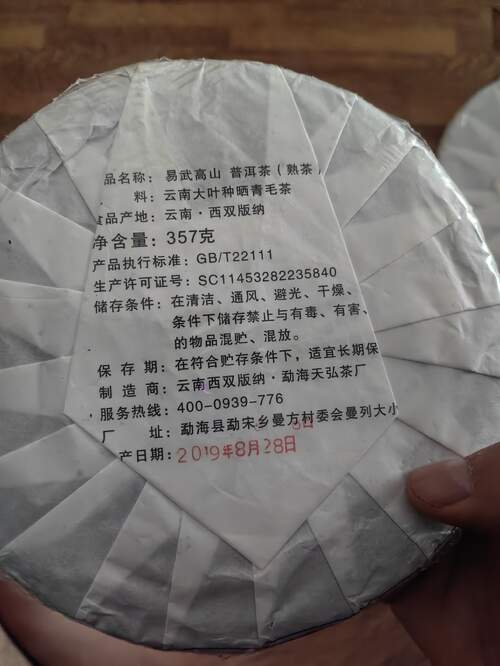 品名称：易武高山 普洱茶（熟茶）
料：云南大叶种晒青毛茶
食品产地：云南·西双版纳
净含量：357克
产品执行标准：GB/T22111
生产许可证号：SC11453282235840
储存条件：在清洁、通风、避光、干燥、
条件下储存禁止与有毒、有害、
的物品混贮、混放。
保 存 期：在符合贮存条件下，适宜长期保
制 造 商：云南西双版纳·勐海天弘茶厂
服务热线：400-0939-776
厂 址：勐海县勐宋乡曼方村委会曼列大小
产日期：2019年8月28日